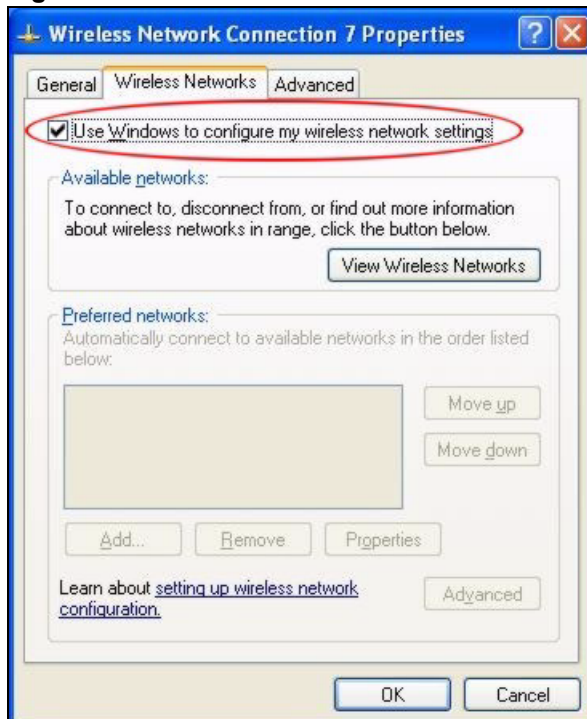 Wireless Network Connection 7 Properties
General
Wireless Networks
Advanced
Use Windows to configure my wireless network settings
Available networks:
To connect to, disconnect from, or find out more information
about wireless networks in range, click the button below.
View Wireless Networks
Preferred networks:
Automatically connect to available networks in the order listed
below:
Move up
Move down
Add...
Remove
Properties
Learn about setting up wireless network
configuration.
Advanced
OK
Cancel